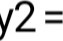 y2 =